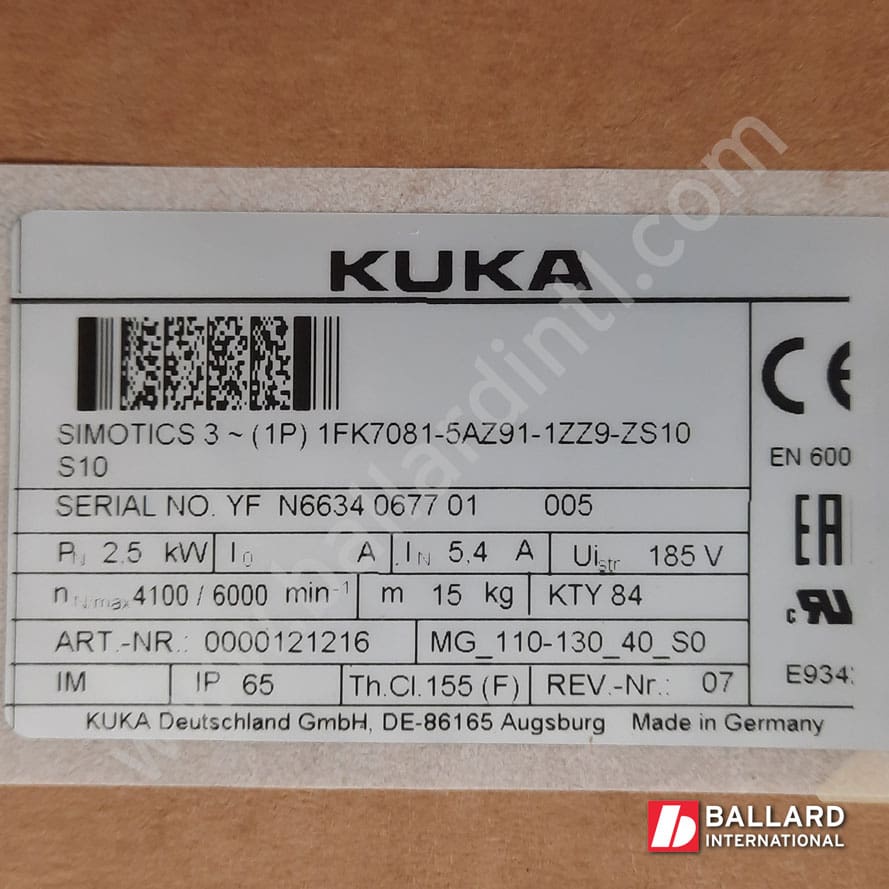 KUKA
SIMOTICS 3 ~ (1P) 1FK7081-5AZ91-1ZZ9-ZS10
S10
SERIAL NO. YF N6634 0677 01 005
PN 2,5 kW I0 A IN 5,4 A Uistr 185 V
nN/max 4100 / 6000 min-1 m 15 kg KTY 84
ART.-NR.: 0000121216 MG_110-130_40_S0
IM IP 65 Th.Cl.155 (F) REV.-Nr.: 07
KUKA Deutschland GmbH, DE-86165 Augsburg Made in Germany
CE
EN 600
EAC
c RU
E934
www.ballardintl.com
BALLARD
INTERNATIONAL